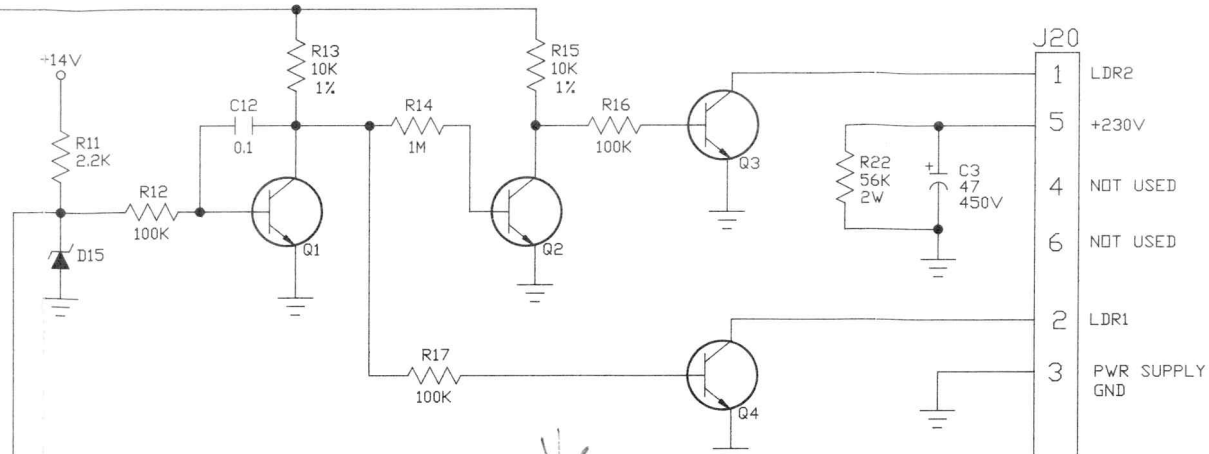 J20
R13
10K
1%
R15
10K
1%
+14V
1
LDR2
C12
0.1
R14
1M
R16
100K
5
+230V
R11
2.2K
Q3
R22
56K
2W
+
C3
47
450V
4
NOT USED
R12
100K
6
NOT USED
D15
Q1
Q2
2
LDR1
R17
100K
3
PWR SUPPLY
GND
Q4